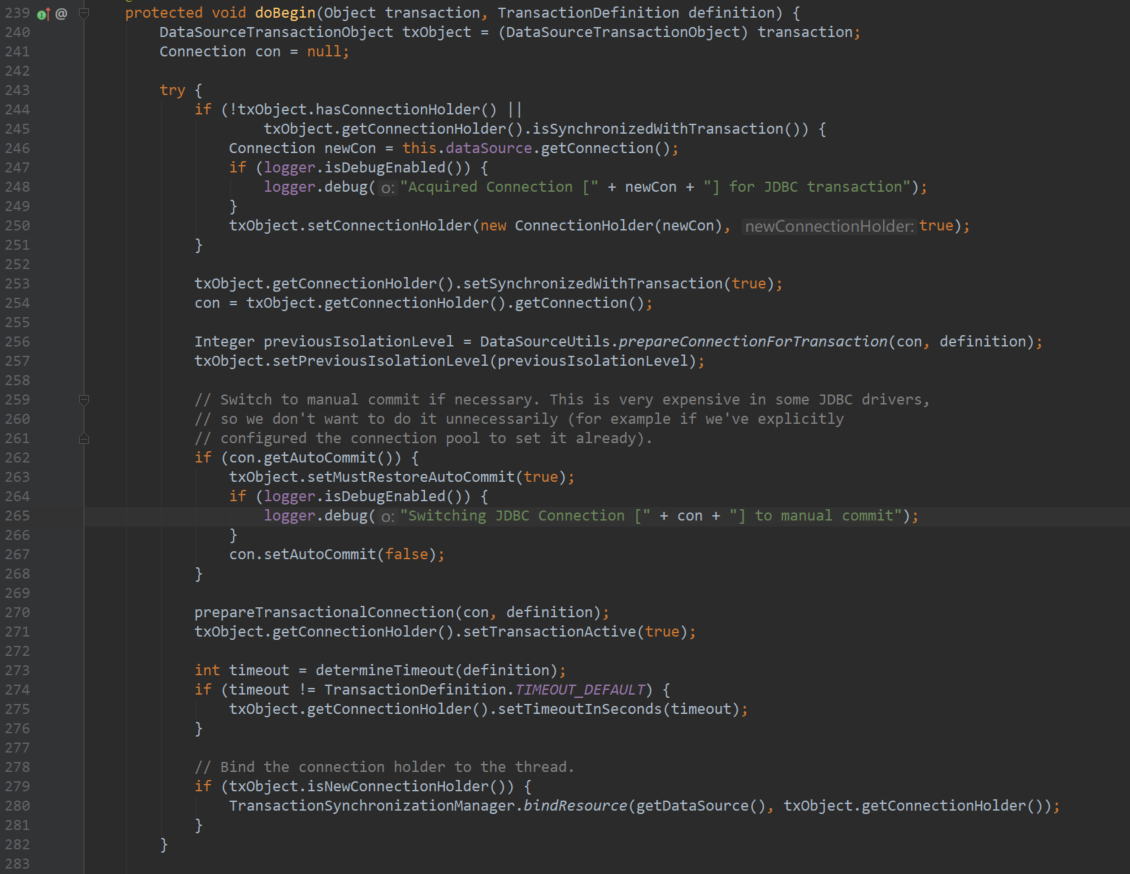 239 @ protected void doBegin(Object transaction, TransactionDefinition definition) {
240 DataSourceTransactionObject txObject = (DataSourceTransactionObject) transaction;
241 Connection con = null;
242
243 try {
244 if (!txObject.hasConnectionHolder() ||
245 txObject.getConnectionHolder().isSynchronizedWithTransaction()) {
246 Connection newCon = this.dataSource.getConnection();
247 if (logger.isDebugEnabled()) {
248 logger.debug( o: "Acquired Connection [" + newCon + "] for JDBC transaction");
249 }
250 txObject.setConnectionHolder(new ConnectionHolder(newCon), newConnectionHolder: true);
251 }
252
253 txObject.getConnectionHolder().setSynchronizedWithTransaction(true);
254 con = txObject.getConnectionHolder().getConnection();
255
256 Integer previousIsolationLevel = DataSourceUtils.prepareConnectionForTransaction(con, definition);
257 txObject.setPreviousIsolationLevel(previousIsolationLevel);
258
259 // Switch to manual commit if necessary. This is very expensive in some JDBC drivers,
260 // so we don't want to do it unnecessarily (for example if we've explicitly
261 // configured the connection pool to set it already).
262 if (con.getAutoCommit()) {
263 txObject.setMustRestoreAutoCommit(true);
264 if (logger.isDebugEnabled()) {
265 logger.debug( o: "Switching JDBC Connection [" + con + "] to manual commit");
266 }
267 con.setAutoCommit(false);
268 }
269
270 prepareTransactionalConnection(con, definition);
271 txObject.getConnectionHolder().setTransactionActive(true);
272
273 int timeout = determineTimeout(definition);
274 if (timeout != TransactionDefinition.TIMEOUT_DEFAULT) {
275 txObject.getConnectionHolder().setTimeoutInSeconds(timeout);
276 }
277
278 // Bind the connection holder to the thread.
279 if (txObject.isNewConnectionHolder()) {
280 TransactionSynchronizationManager.bindResource(getDataSource(), txObject.getConnectionHolder());
281 }
282 }
283